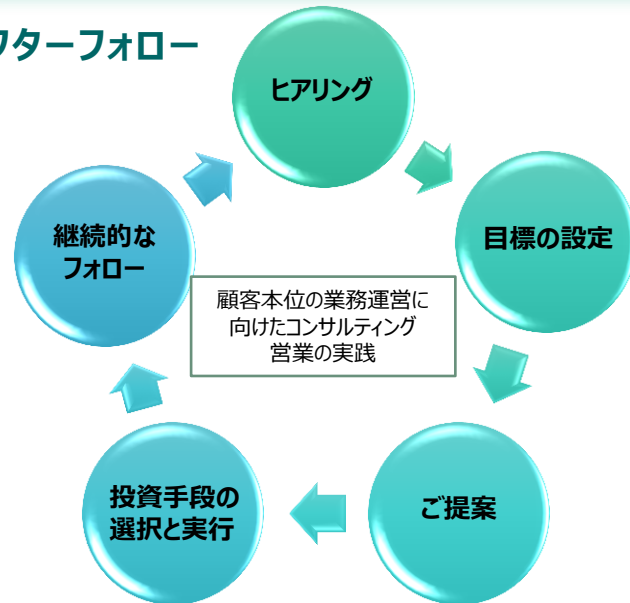 フターフォロー
ヒアリング
目標の設定
ご提案
投資手段の
選択と実行
継続的な
フォロー
顧客本位の業務運営に
向けたコンサルティング
営業の実践